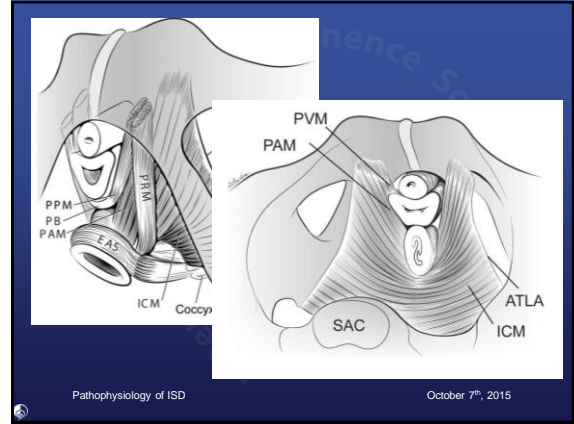 PPM
PB
PAM
EAS
PRM
ICM
Coccyx
PVM
PAM
SAC
ATLA
ICM
Pathophysiology of ISD
October 7th, 2015